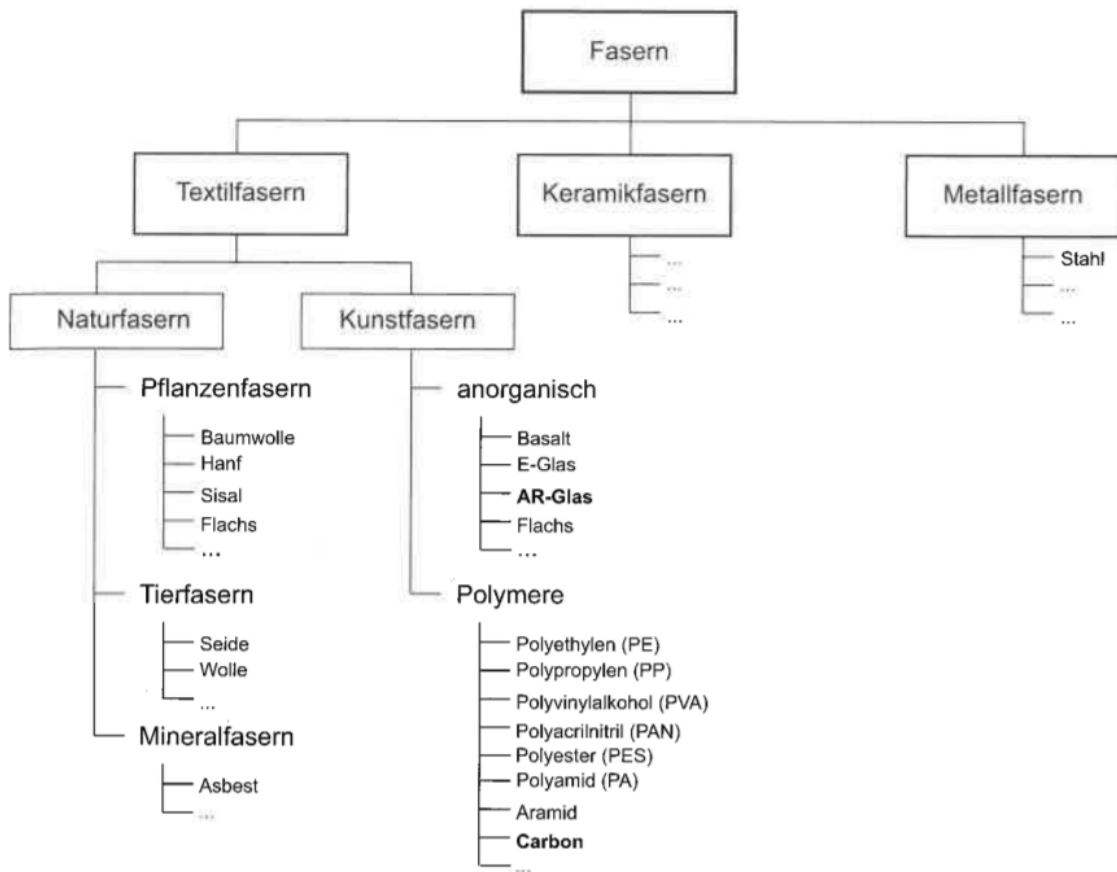 Fasern
Textilfasern
Keramikfasern
Metallfasern
...
...
...
Stahl
...
...
Naturfasern
Kunstfasern
Pflanzenfasern
Baumwolle
Hanf
Sisal
Flachs
...
Tierfasern
Seide
Wolle
...
Mineralfasern
Asbest
...
anorganisch
Basalt
E-Glas
AR-Glas
Flachs
...
Polymere
Polyethylen (PE)
Polypropylen (PP)
Polyvinylalkohol (PVA)
Polyacrilnitril (PAN)
Polyester (PES)
Polyamid (PA)
Aramid
Carbon
...